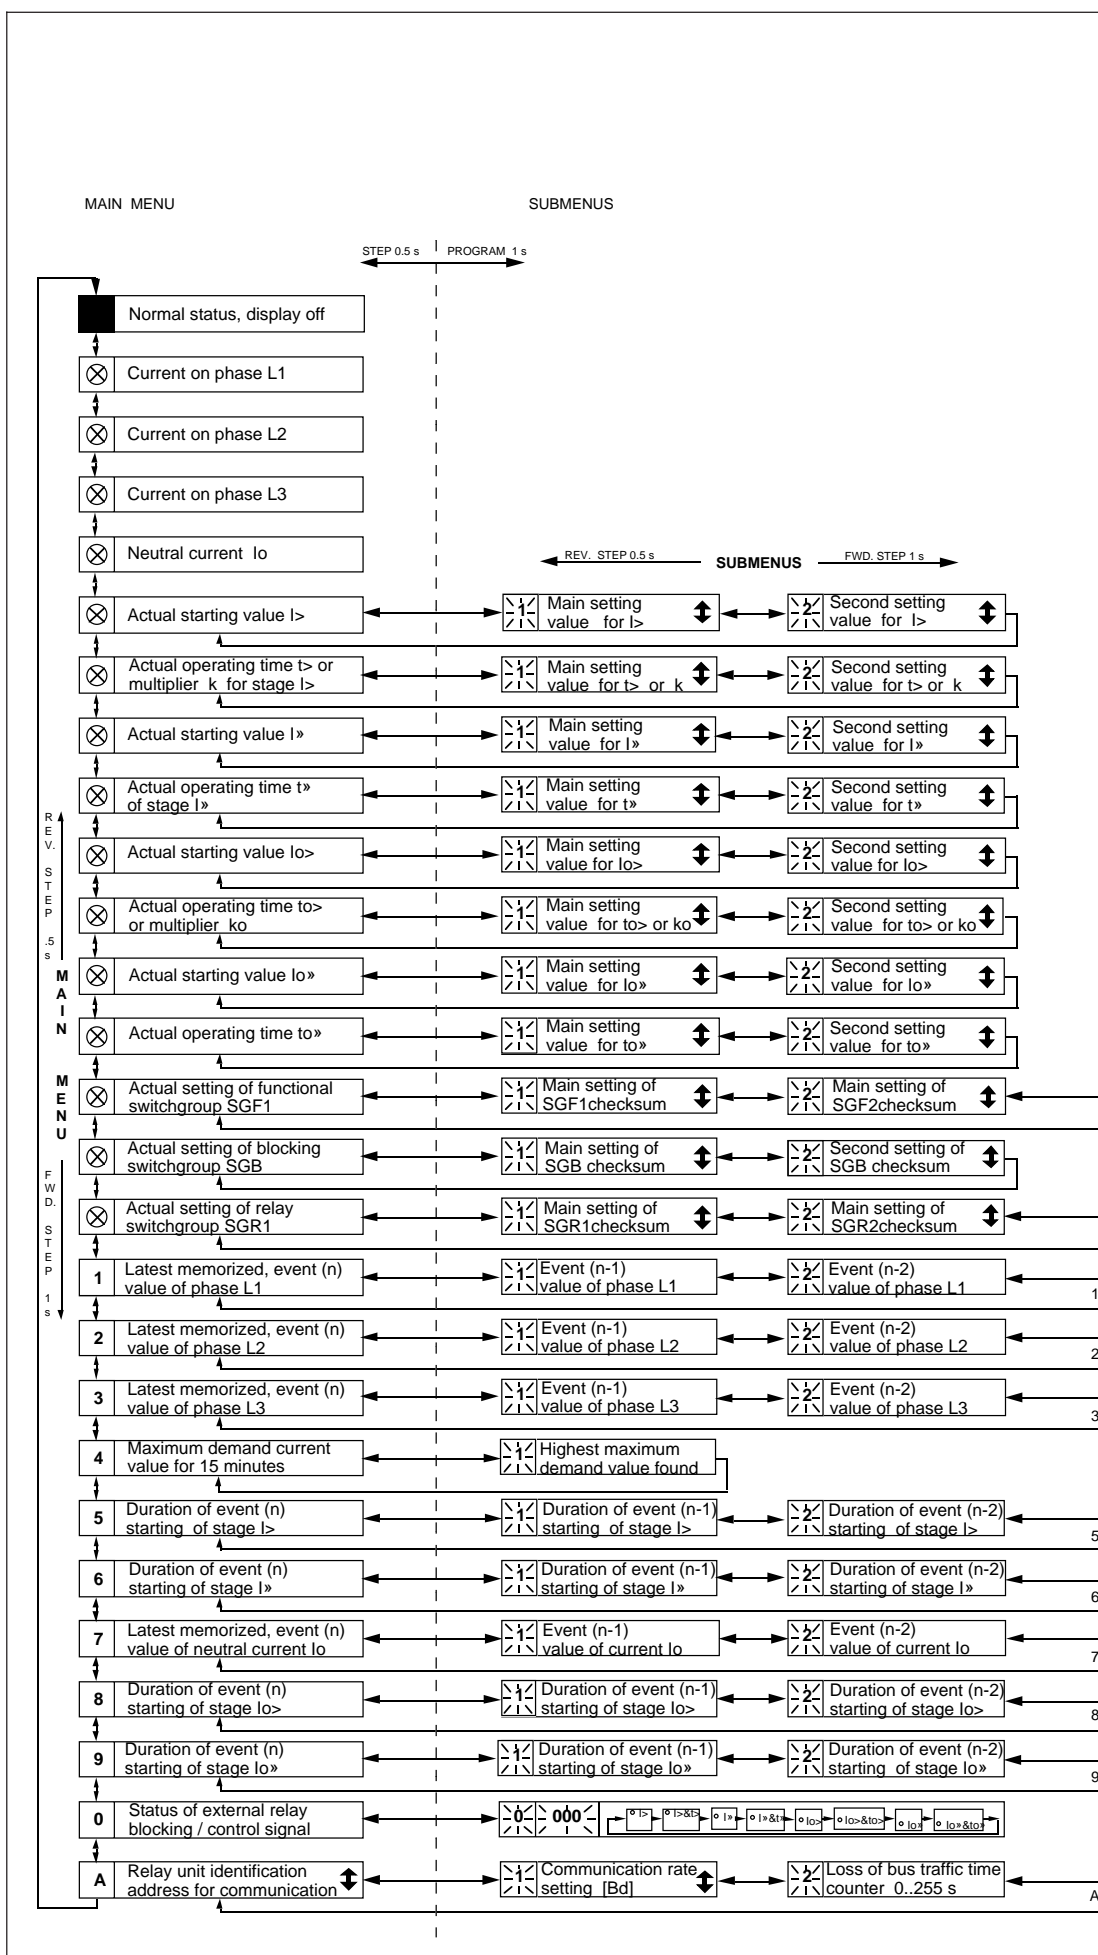 MAIN MENU
SUBMENUS
STEP 0.5 s
PROGRAM 1 s
Normal status, display off
Current on phase L1
Current on phase L2
Current on phase L3
Neutral current Io
REV. STEP 0.5 s
SUBMENUS
FWD. STEP 1 s
Actual starting value I>
1
Main setting
value for I>
2
Second setting
value for I>
Actual operating time t> or
multiplier k for stage I>
1
Main setting
value for t> or k
2
Second setting
value for t> or k
Actual starting value I»
1
Main setting
value for I»
2
Second setting
value for I»
Actual operating time t»
of stage I»
1
Main setting
value for t»
2
Second setting
value for t»
Actual starting value Io>
1
Main setting
value for Io>
2
Second setting
value for Io>
Actual operating time to>
or multiplier ko
1
Main setting
value for to> or ko
2
Second setting
value for to> or ko
Actual starting value Io»
1
Main setting
value for Io»
2
Second setting
value for Io»
Actual operating time to»
1
Main setting
value for to»
2
Second setting
value for to»
Actual setting of functional
switchgroup SGF1
1
Main setting of
SGF1checksum
2
Main setting of
SGF2checksum
Actual setting of blocking
switchgroup SGB
1
Main setting of
SGB checksum
2
Second setting of
SGB checksum
Actual setting of relay
switchgroup SGR1
1
Main setting of
SGR1checksum
2
Main setting of
SGR2checksum
REV. STEP .5s
MAIN MENU
FWD. STEP 1s
1
Latest memorized, event (n)
value of phase L1
1
Event (n-1)
value of phase L1
2
Event (n-2)
value of phase L1
1
2
Latest memorized, event (n)
value of phase L2
1
Event (n-1)
value of phase L2
2
Event (n-2)
value of phase L2
2
3
Latest memorized, event (n)
value of phase L3
1
Event (n-1)
value of phase L3
2
Event (n-2)
value of phase L3
3
4
Maximum demand current
value for 15 minutes
1
Highest maximum
demand value found
5
Duration of event (n)
starting of stage I>
1
Duration of event (n-1)
starting of stage I>
2
Duration of event (n-2)
starting of stage I>
5
6
Duration of event (n)
starting of stage I»
1
Duration of event (n-1)
starting of stage I»
2
Duration of event (n-2)
starting of stage I»
6
7
Latest memorized, event (n)
value of neutral current Io
1
Event (n-1)
value of current Io
2
Event (n-2)
value of current Io
7
8
Duration of event (n)
starting of stage Io>
1
Duration of event (n-1)
starting of stage Io>
2
Duration of event (n-2)
starting of stage Io>
8
9
Duration of event (n)
starting of stage Io»
1
Duration of event (n-1)
starting of stage Io»
2
Duration of event (n-2)
starting of stage Io»
9
0
Status of external relay
blocking / control signal
0
000
I>
I>&t>
I»
I»&t»
Io>
Io>&to>
Io»
Io»&to»
A
Relay unit identification
address for communication
1
Communication rate
setting [Bd]
2
Loss of bus traffic time
counter 0..255 s
A